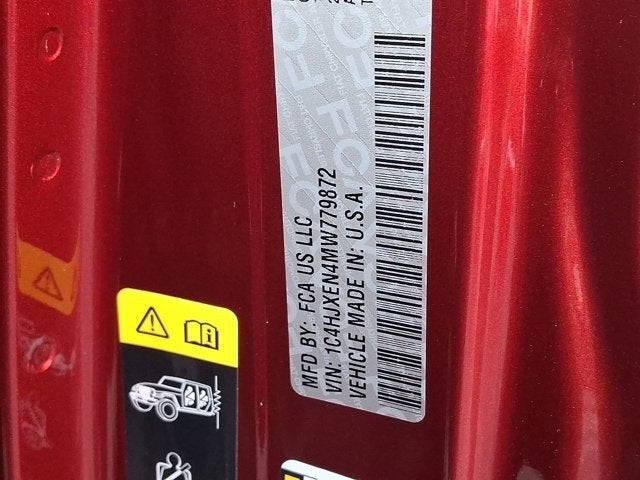 MFD BY: FCA US LLC
VIN: 1C4HJXEN4MW779872
VEHICLE MADE IN: U.S.A.